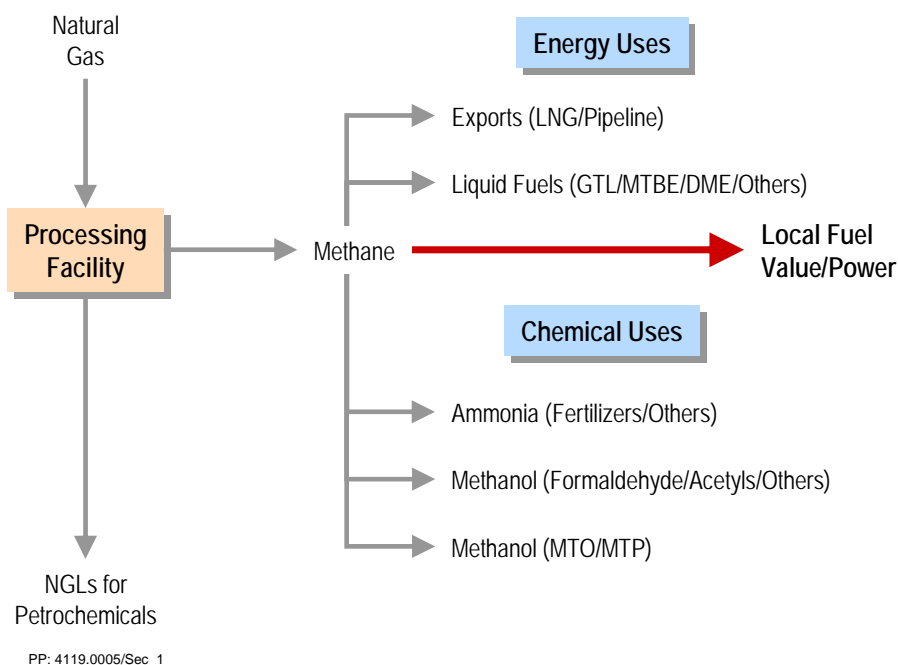 Natural
Gas
Energy Uses
Exports (LNG/Pipeline)
Liquid Fuels (GTL/MTBE/DME/Others)
Processing
Facility
Methane
Local Fuel
Value/Power
Chemical Uses
Ammonia (Fertilizers/Others)
Methanol (Formaldehyde/Acetyls/Others)
Methanol (MTO/MTP)
NGLs for
Petrochemicals
PP: 4119.0005/Sec_1